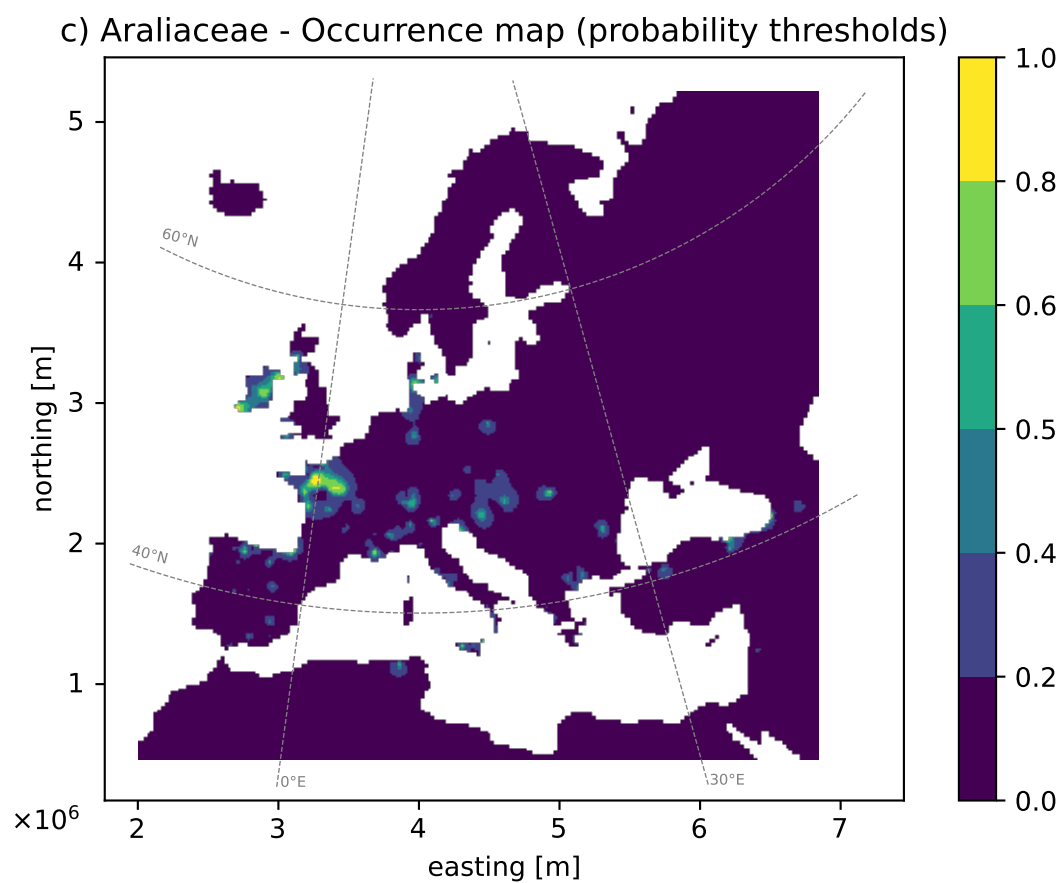 c) Araliaceae - Occurrence map (probability thresholds)
1.0
0.8
0.6
0.5
0.4
0.2
0.0
5
4
3
2
1
northing [m]
60°N
40°N
0°E
30°E
×10⁶
2
3
4
5
6
7
easting [m]